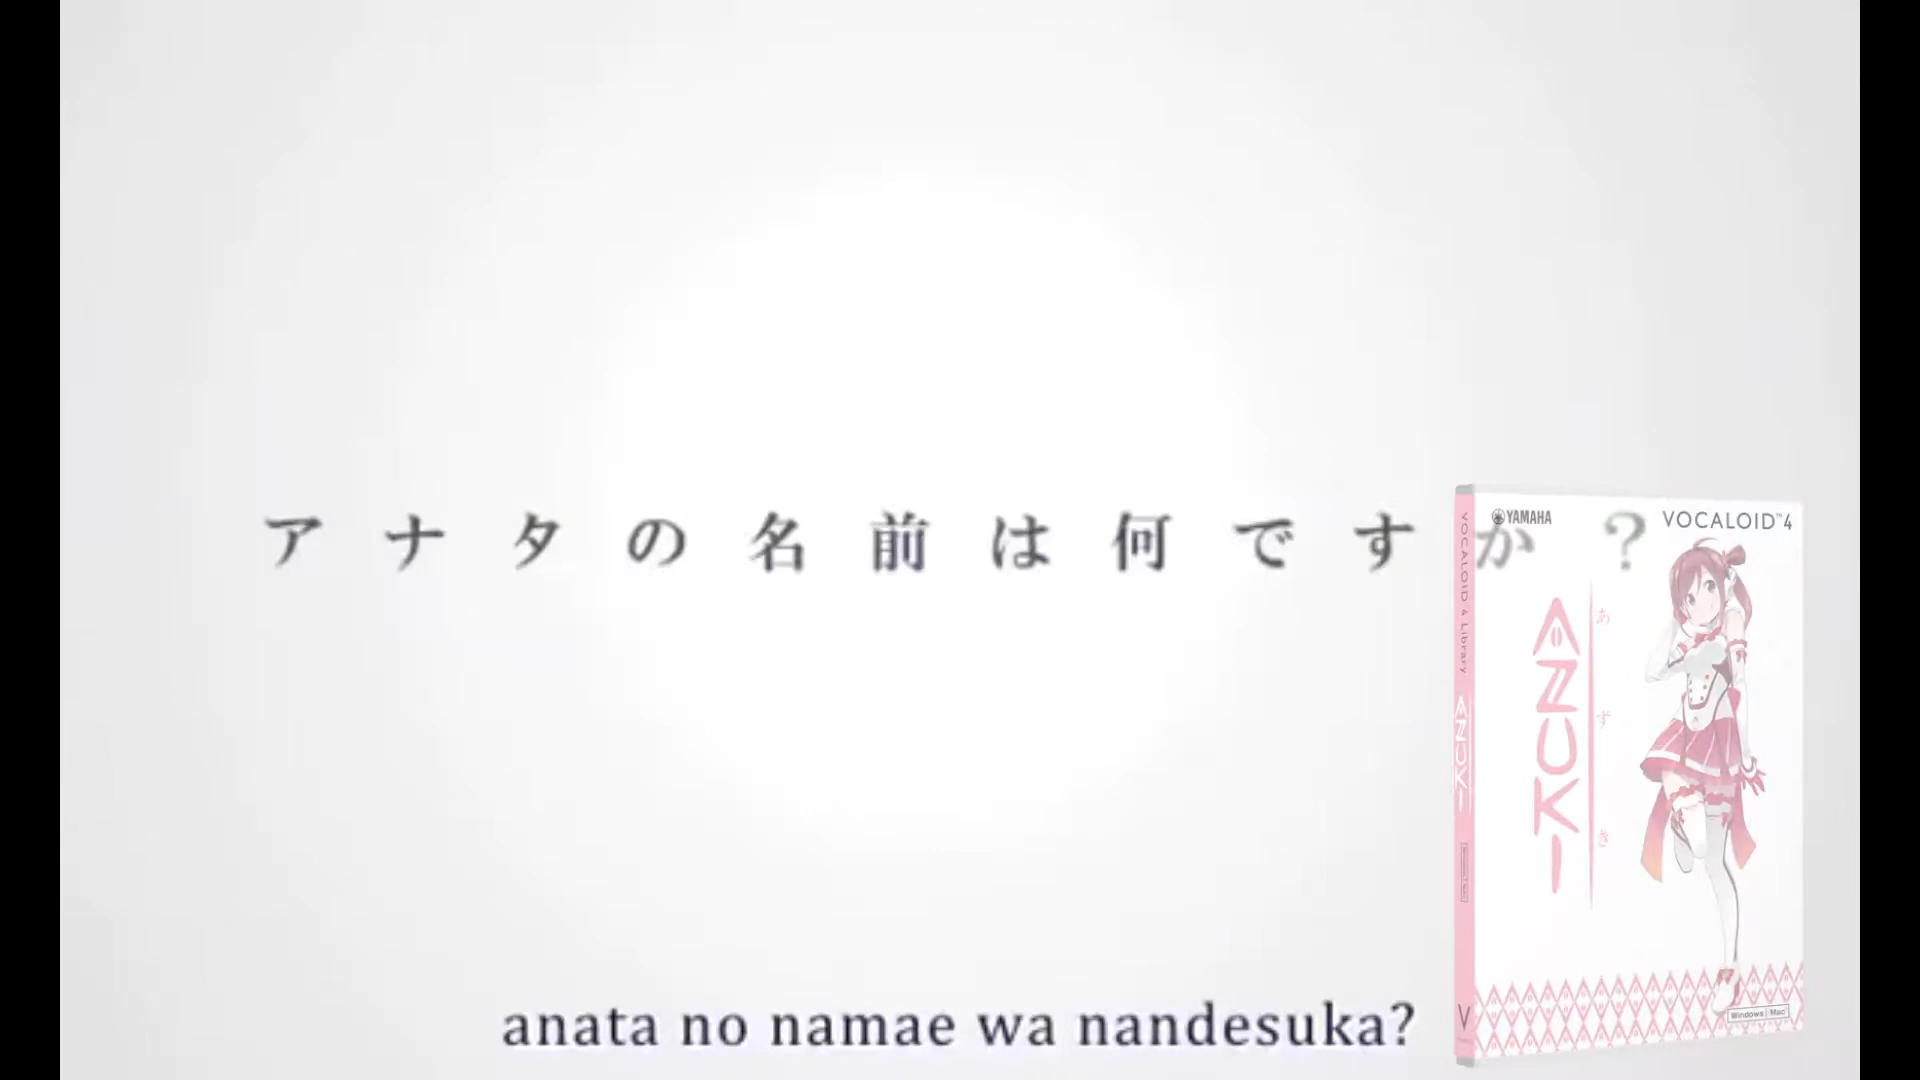 アナタの名前は何ですか？
YAMAHA
VOCALOID™4
AZUKI
あずき
VOCALOID 4 Library
AZUKI
V
Windows | Mac
anata no namae wa nandesuka?